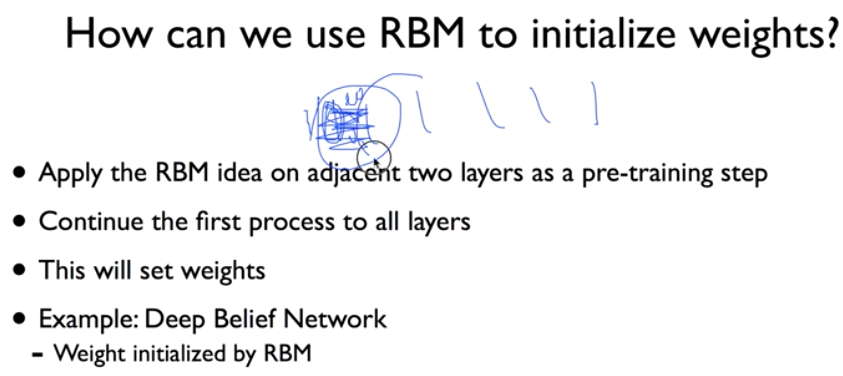 How can we use RBM to initialize weights?
• Apply the RBM idea on adjacent two layers as a pre-training step
• Continue the first process to all layers
• This will set weights
• Example: Deep Belief Network
- Weight initialized by RBM